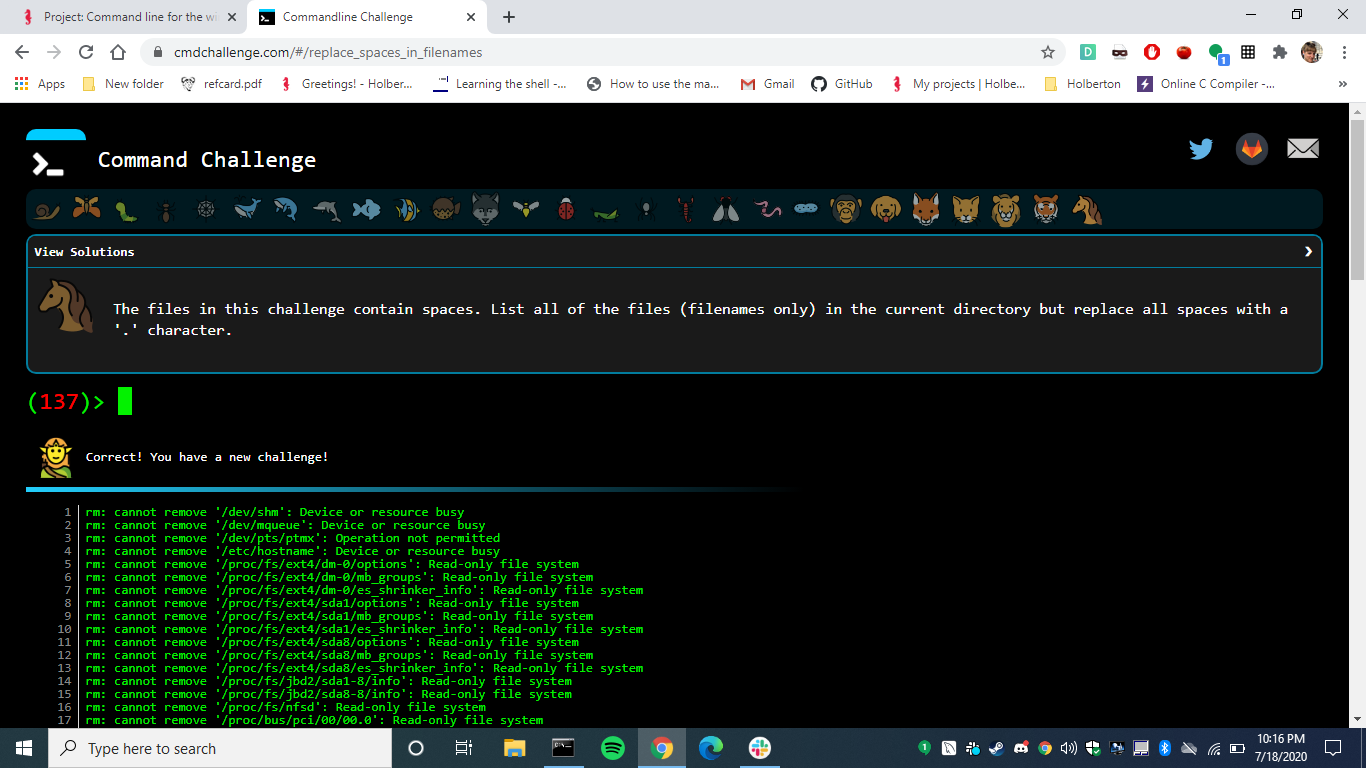 Project: Command line for the wi
Commandline Challenge
cmdchallenge.com/#/replace_spaces_in_filenames
D
1
Apps
New folder
refcard.pdf
Greetings! - Holber...
Learning the shell -...
How to use the ma...
Gmail
GitHub
My projects | Holbe...
Holberton
Online C Compiler -...
»
Command Challenge
View Solutions
The files in this challenge contain spaces. List all of the files (filenames only) in the current directory but replace all spaces with a
'.' character.
(137)>
Correct! You have a new challenge!
1 rm: cannot remove '/dev/shm': Device or resource busy
2 rm: cannot remove '/dev/mqueue': Device or resource busy
3 rm: cannot remove '/dev/pts/ptmx': Operation not permitted
4 rm: cannot remove '/etc/hostname': Device or resource busy
5 rm: cannot remove '/proc/fs/ext4/dm-0/options': Read-only file system
6 rm: cannot remove '/proc/fs/ext4/dm-0/mb_groups': Read-only file system
7 rm: cannot remove '/proc/fs/ext4/dm-0/es_shrinker_info': Read-only file system
8 rm: cannot remove '/proc/fs/ext4/sda1/options': Read-only file system
9 rm: cannot remove '/proc/fs/ext4/sda1/mb_groups': Read-only file system
10 rm: cannot remove '/proc/fs/ext4/sda1/es_shrinker_info': Read-only file system
11 rm: cannot remove '/proc/fs/ext4/sda8/options': Read-only file system
12 rm: cannot remove '/proc/fs/ext4/sda8/mb_groups': Read-only file system
13 rm: cannot remove '/proc/fs/ext4/sda8/es_shrinker_info': Read-only file system
14 rm: cannot remove '/proc/fs/jbd2/sda1-8/info': Read-only file system
15 rm: cannot remove '/proc/fs/jbd2/sda8-8/info': Read-only file system
16 rm: cannot remove '/proc/fs/nfsd': Read-only file system
17 rm: cannot remove '/proc/bus/pci/00/00.0': Read-only file system
Type here to search
10:16 PM
7/18/2020